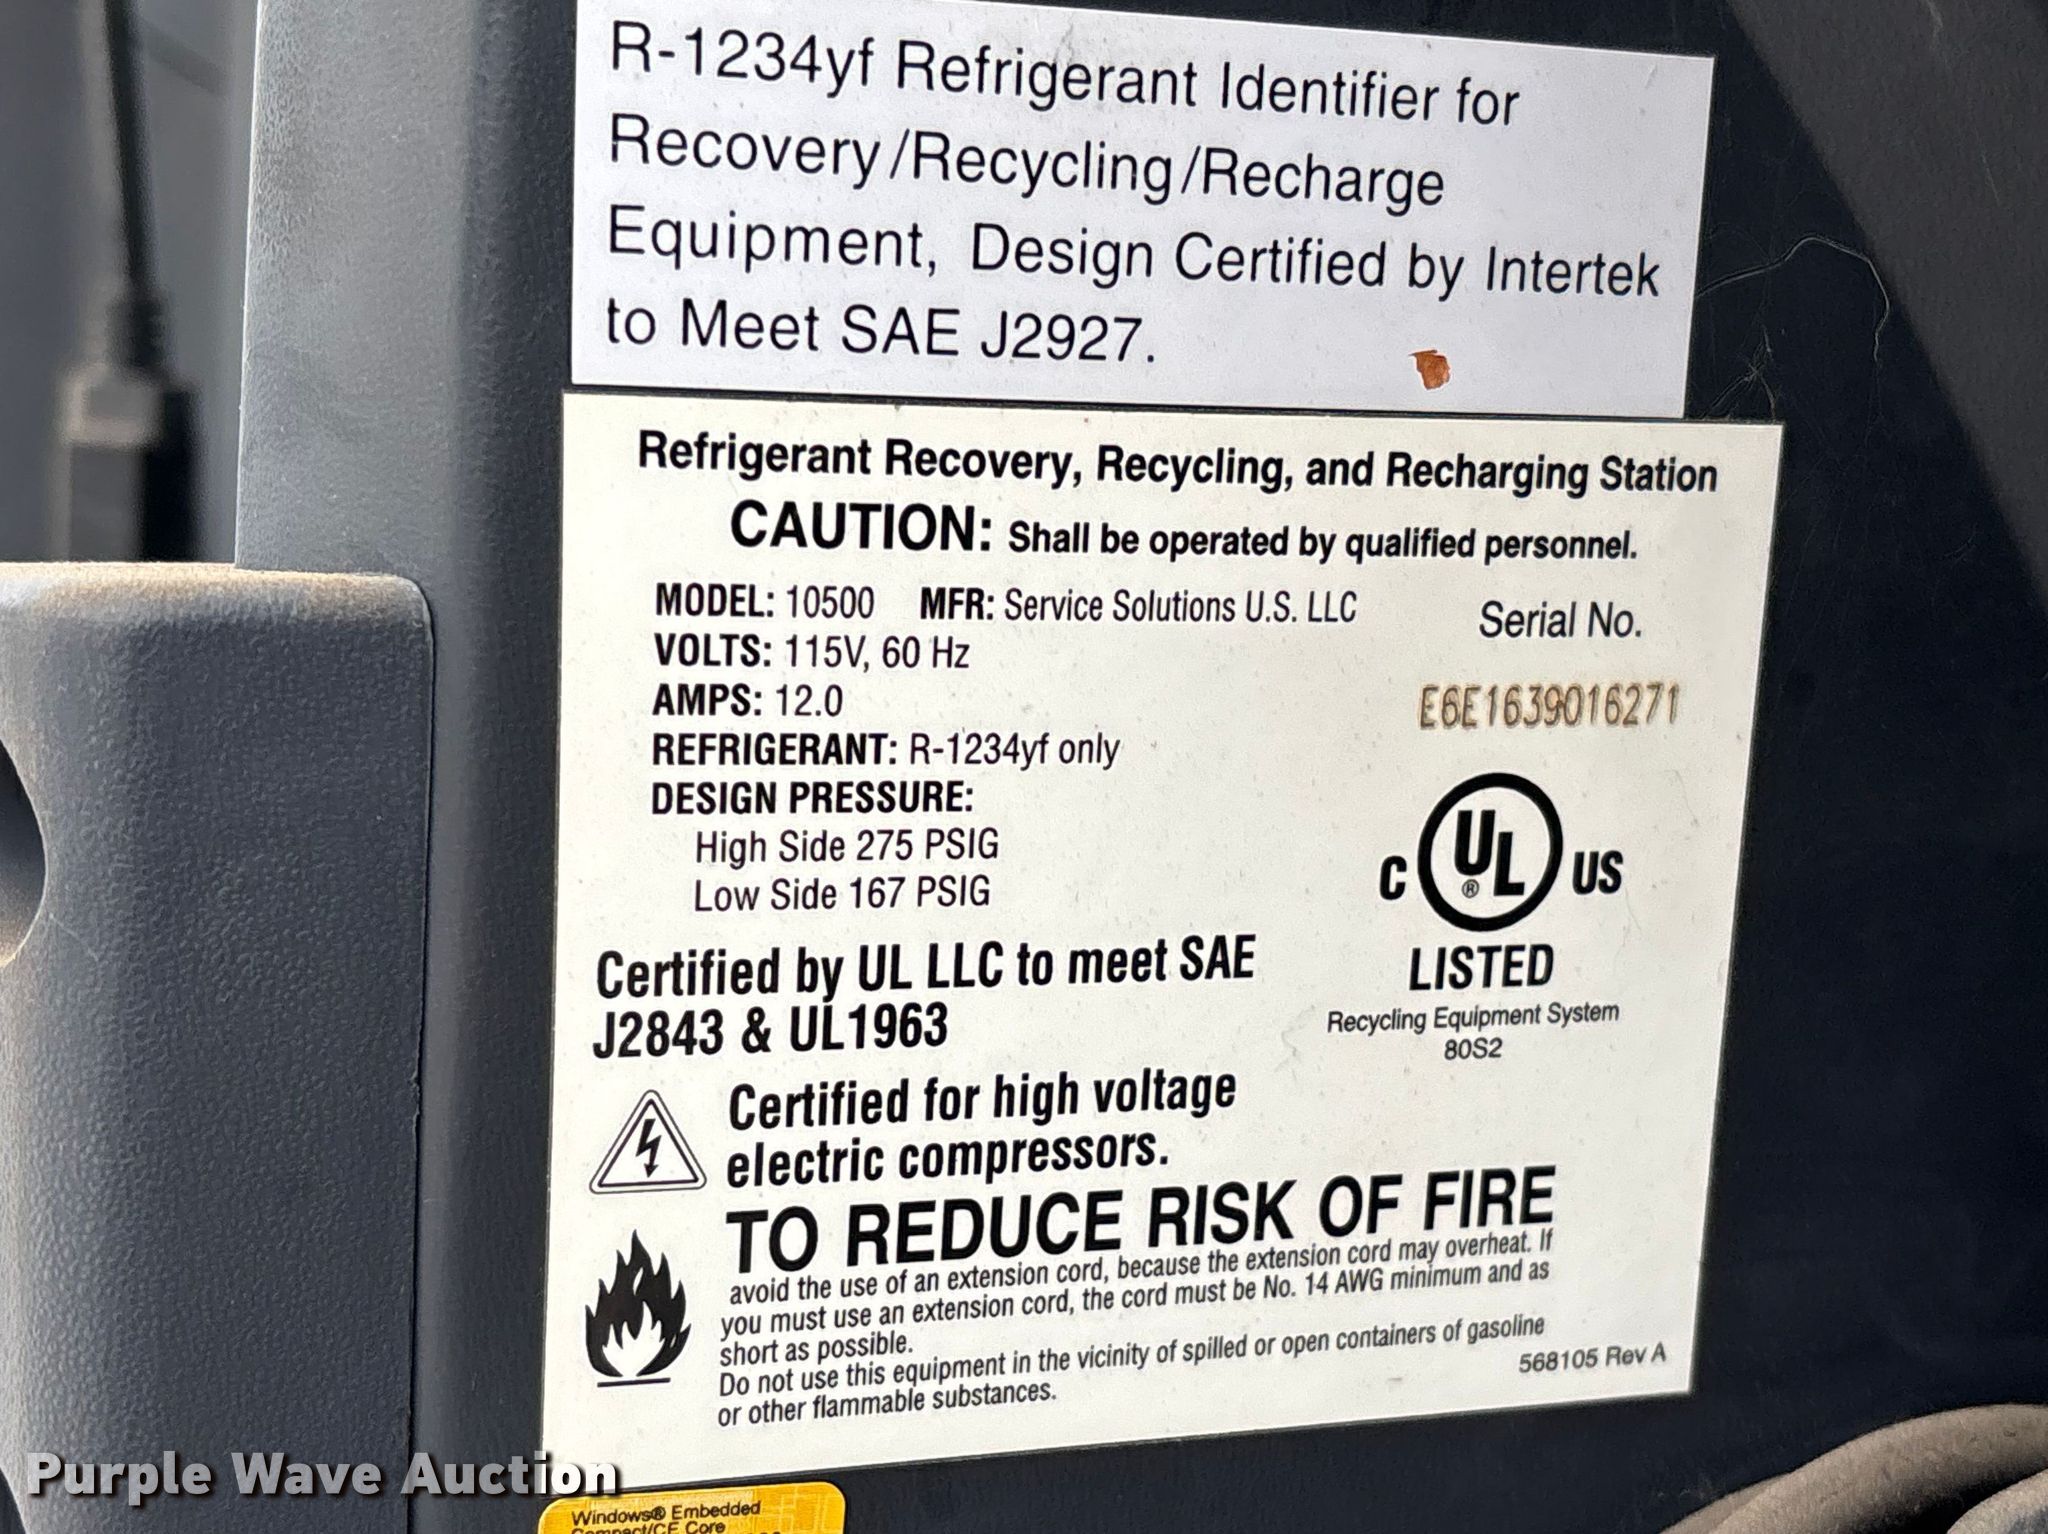 R-1234yf Refrigerant Identifier for
Recovery/Recycling/Recharge
Equipment, Design Certified by Intertek
to Meet SAE J2927.
Refrigerant Recovery, Recycling, and Recharging Station
CAUTION: Shall be operated by qualified personnel.
MODEL: 10500 MFR: Service Solutions U.S. LLC
VOLTS: 115V, 60 Hz
AMPS: 12.0
REFRIGERANT: R-1234yf only
DESIGN PRESSURE:
High Side 275 PSIG
Low Side 167 PSIG
Serial No.
E6E1639016271
C UL ® US
LISTED
Recycling Equipment System
80S2
Certified by UL LLC to meet SAE
J2843 & UL1963
Certified for high voltage
electric compressors.
TO REDUCE RISK OF FIRE
avoid the use of an extension cord, because the extension cord may overheat. If
you must use an extension cord, the cord must be No. 14 AWG minimum and as
short as possible.
Do not use this equipment in the vicinity of spilled or open containers of gasoline
or other flammable substances.
568105 Rev A
Purple Wave Auction
Windows® Embedded
Compact/CE Core